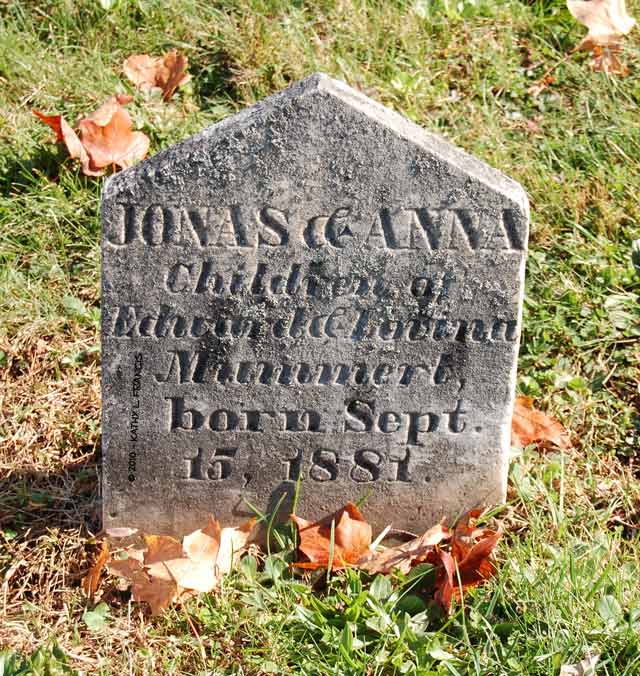 JONAS & ANNA
Children of
Edward & Lovina
Mummert,
born Sept.
15, 1881.
© 2010 KATHY L. FRANCIS